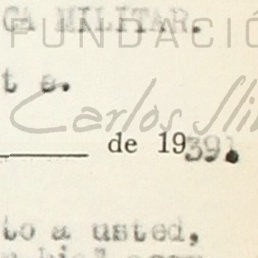 GA MILITAR.
FUNDACIÓ
t e.
Carlos Sli
de 1939.
to a usted,